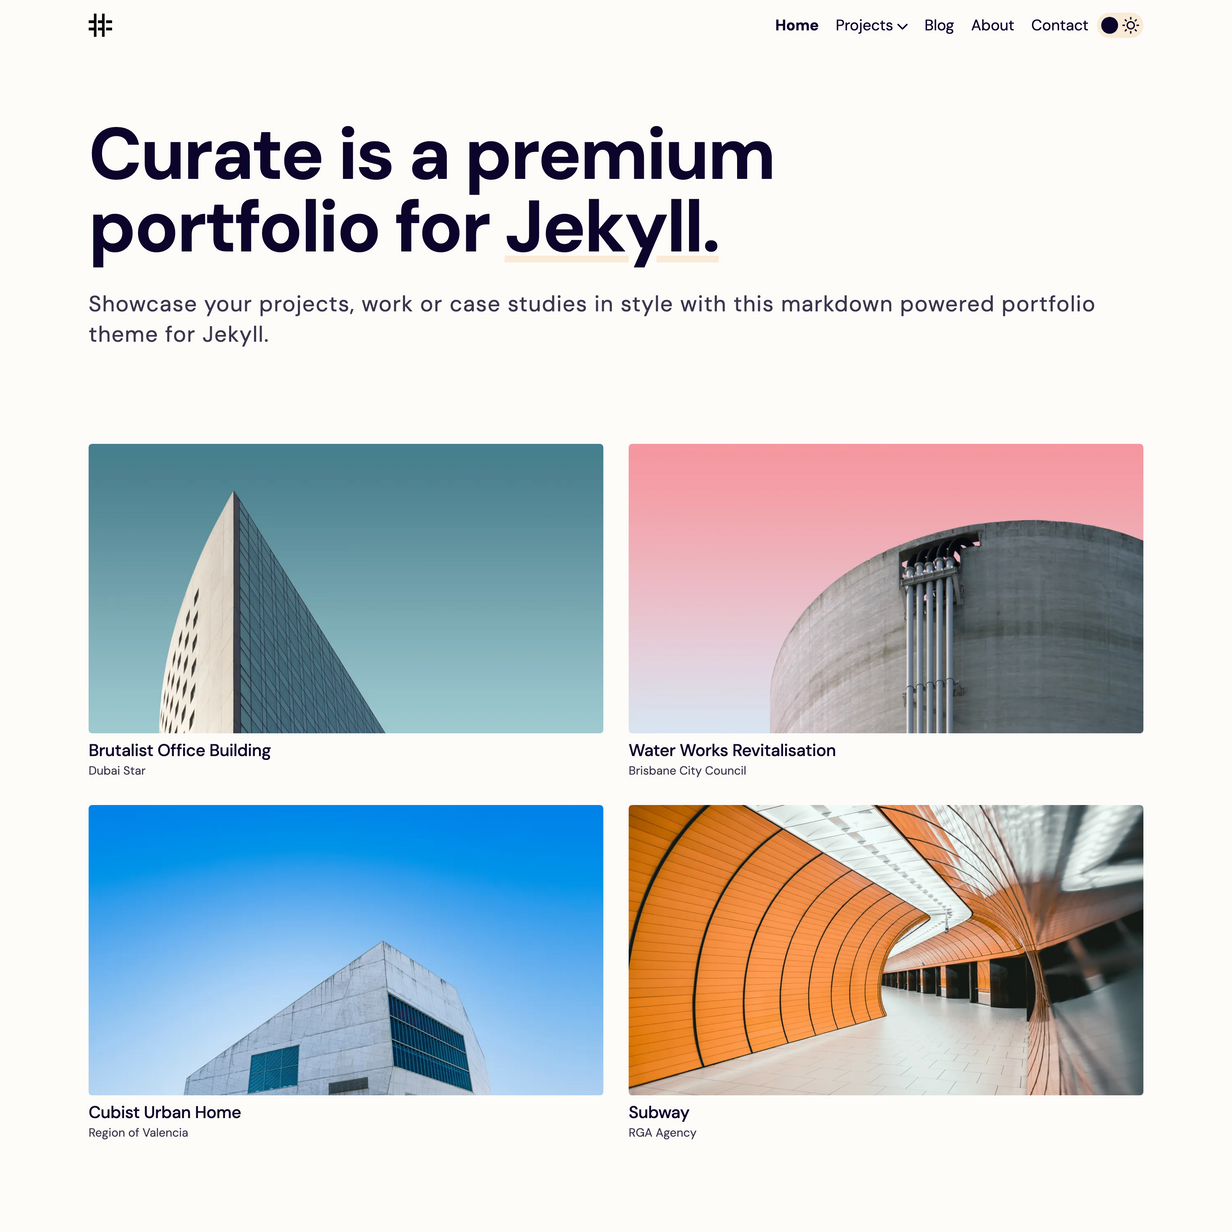 Home Projects Blog About Contact
Curate is a premium
portfolio for Jekyll.
Showcase your projects, work or case studies in style with this markdown powered portfolio
theme for Jekyll.
Brutalist Office Building
Dubai Star
Water Works Revitalisation
Brisbane City Council
Cubist Urban Home
Region of Valencia
Subway
RGA Agency